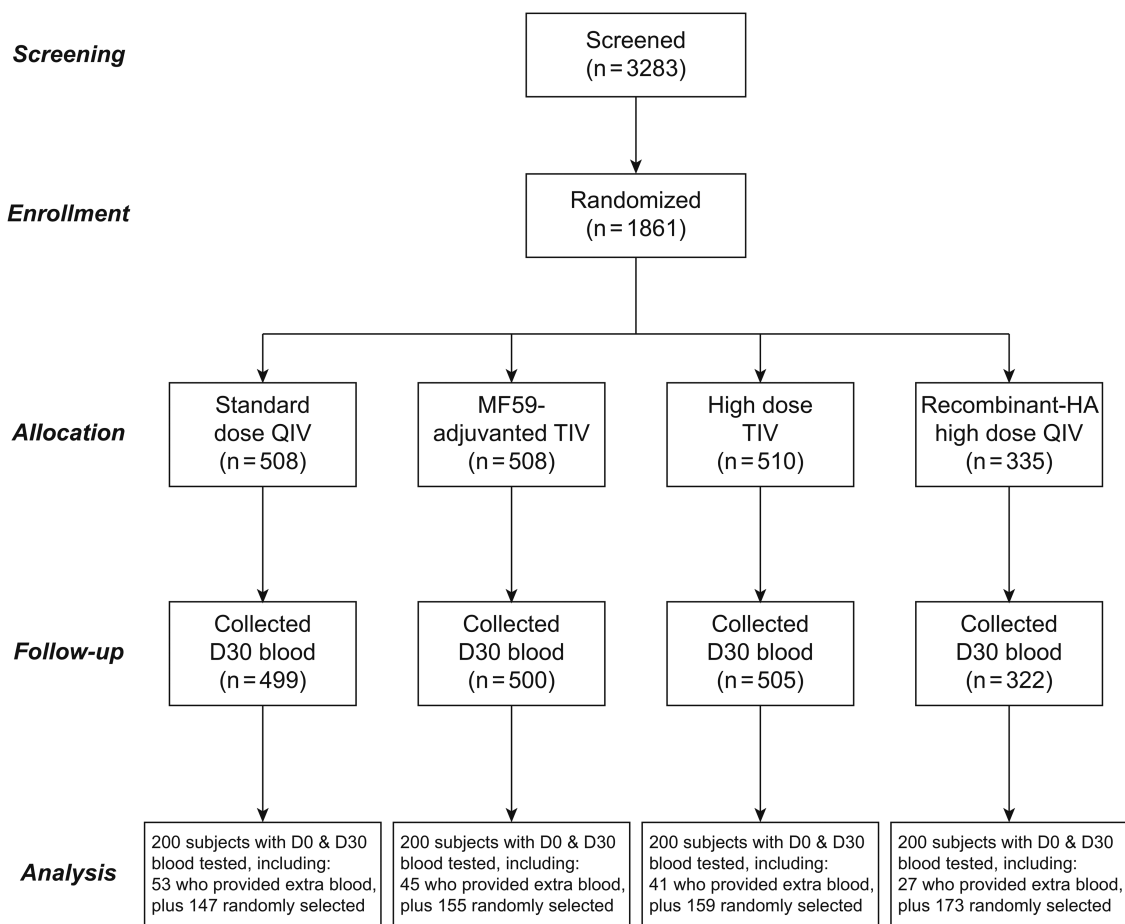 Screening
Screened
(n=3283)
Enrollment
Randomized
(n=1861)
Allocation
Standard
dose QIV
(n=508)
MF59-
adjuvanted TIV
(n=508)
High dose
TIV
(n=510)
Recombinant-HA
high dose QIV
(n=335)
Follow-up
Collected
D30 blood
(n=499)
Collected
D30 blood
(n=500)
Collected
D30 blood
(n=505)
Collected
D30 blood
(n=322)
Analysis
200 subjects with D0 & D30
blood tested, including:
53 who provided extra blood,
plus 147 randomly selected
200 subjects with D0 & D30
blood tested, including:
45 who provided extra blood,
plus 155 randomly selected
200 subjects with D0 & D30
blood tested, including:
41 who provided extra blood,
plus 159 randomly selected
200 subjects with D0 & D30
blood tested, including:
27 who provided extra blood,
plus 173 randomly selected